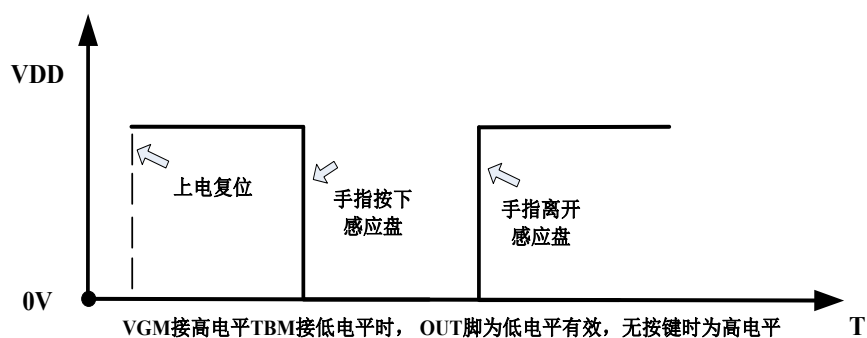 VDD
上电复位
手指按下
感应盘
手指离开
感应盘
0V
VGM接高电平TBM接低电平时， OUT脚为低电平有效，无按键时为高电平
T